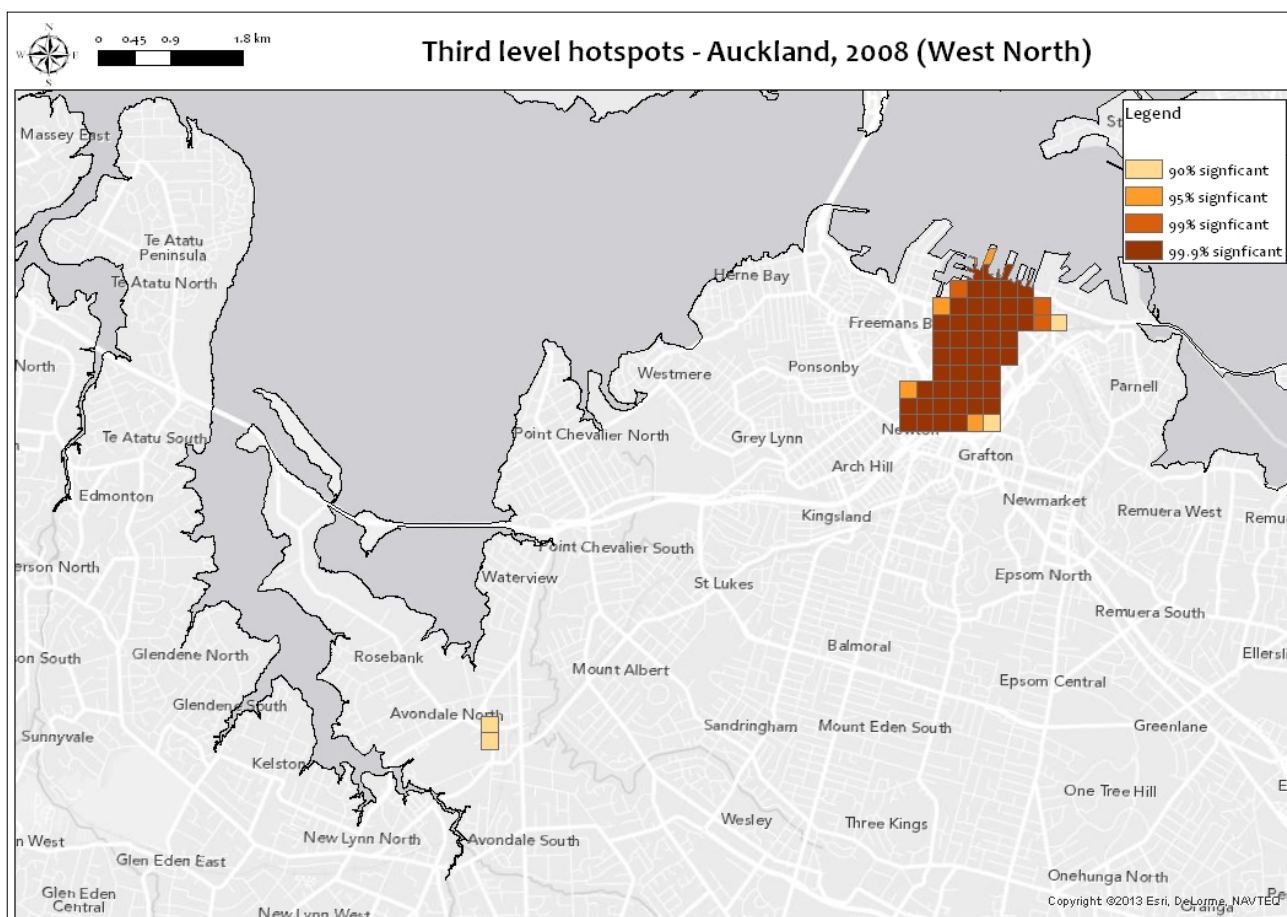 N
W E
S
0 0.45 0.9 1.8 km
Third level hotspots - Auckland, 2008 (West North)
Legend
90% signficant
95% signficant
99% signficant
99.9% signficant
Massey East
St
Te Atatu
Peninsula
Te Atatu North
Herne Bay
Freemans B
North
Westmere
Ponsonby
Parnell
Te Atatu South
Point Chevalier North
Grey Lynn
Newton
Arch Hill
Grafton
Edmonton
Newmarket
Remuera West
Remu
Kingsland
erson North
Point Chevalier South
Waterview
St Lukes
Epsom North
Remuera South
son South
Glendene North
Rosebank
Balmoral
Ellersli
Mount Albert
Epsom Central
Glendene South
Avondale North
Sunnyvale
Sandringham
Mount Eden South
Greenlane
Kelston
One Tree Hill
E
Wesley
Three Kings
n West
New Lynn North
Avondale South
Glen Eden East
Onehunga North
Glen Eden
Central
New Lynn West
Oranga
Pe
Copyright ©2013 Esri, DeLorme, NAVTEQ